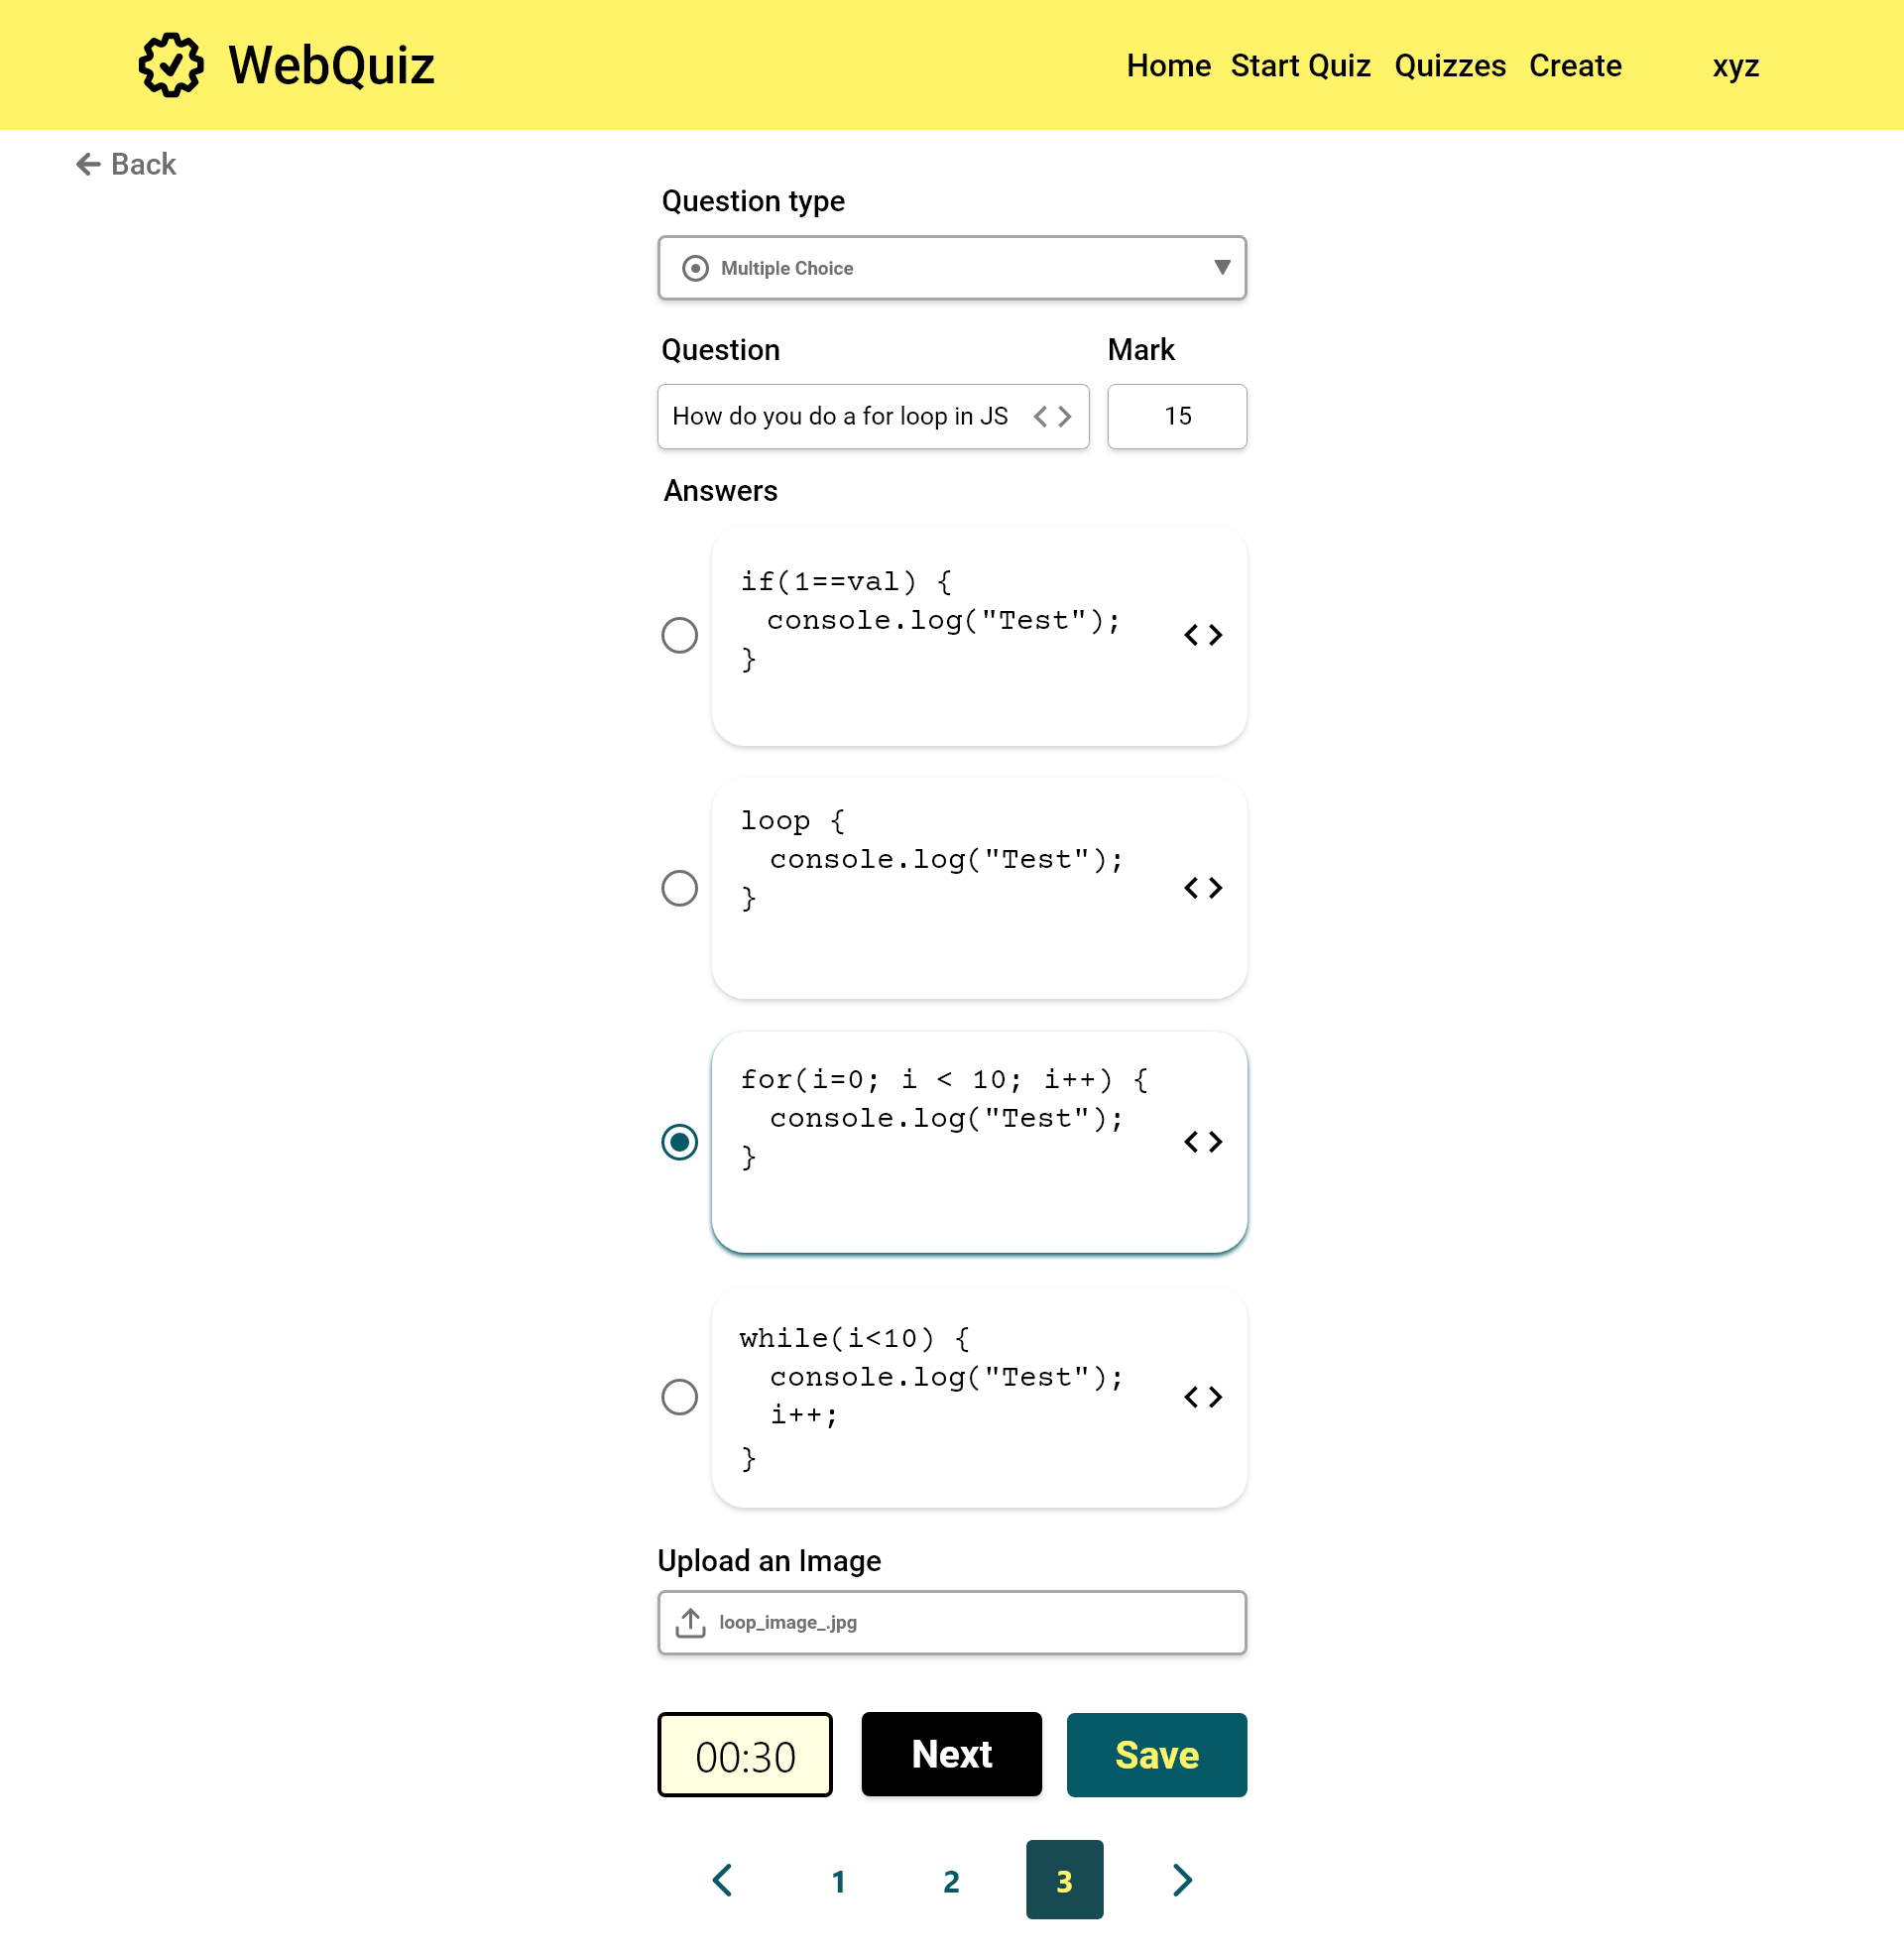 WebQuiz
Home Start Quiz Quizzes Create xyz
Back
Question type
Multiple Choice
Question Mark
How do you do a for loop in JS < > 15
Answers
if(1==val) {
console.log("Test");
}
< >
loop {
console.log("Test");
}
< >
for(i=0; i < 10; i++) {
console.log("Test");
}
< >
while(i<10) {
console.log("Test");
i++;
}
< >
Upload an Image
loop_image_.jpg
00:30 Next Save
1 2 3